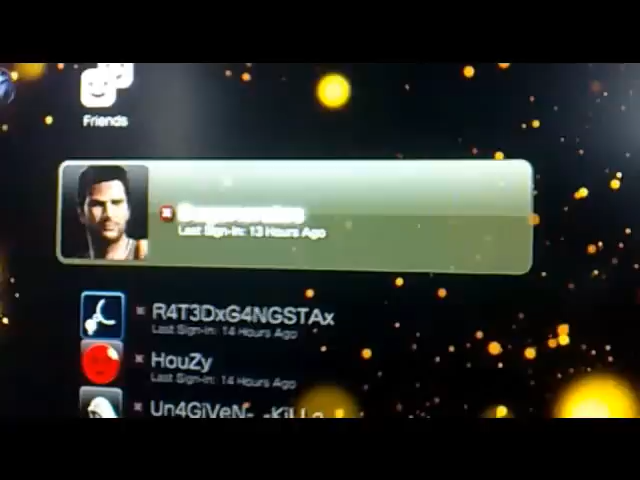 Friends
Last Sign-In: 13 Hours Ago
R4T3DxG4NGSTAx
Last Sign-In: 14 Hours Ago
HouZy
Last Sign-In: 14 Hours Ago